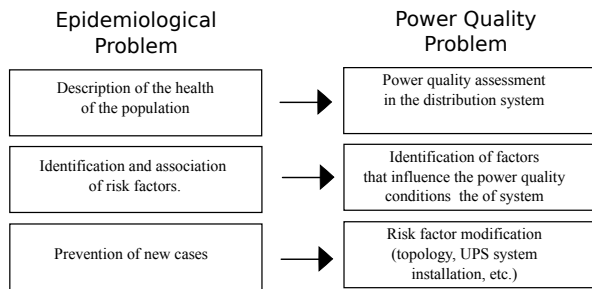 Epidemiological
Problem
Power Quality
Problem
Description of the health
of the population
Power quality assessment
in the distribution system
Identification and association
of risk factors.
Identification of factors
that influence the power quality
conditions the of system
Prevention of new cases
Risk factor modification
(topology, UPS system
installation, etc.)